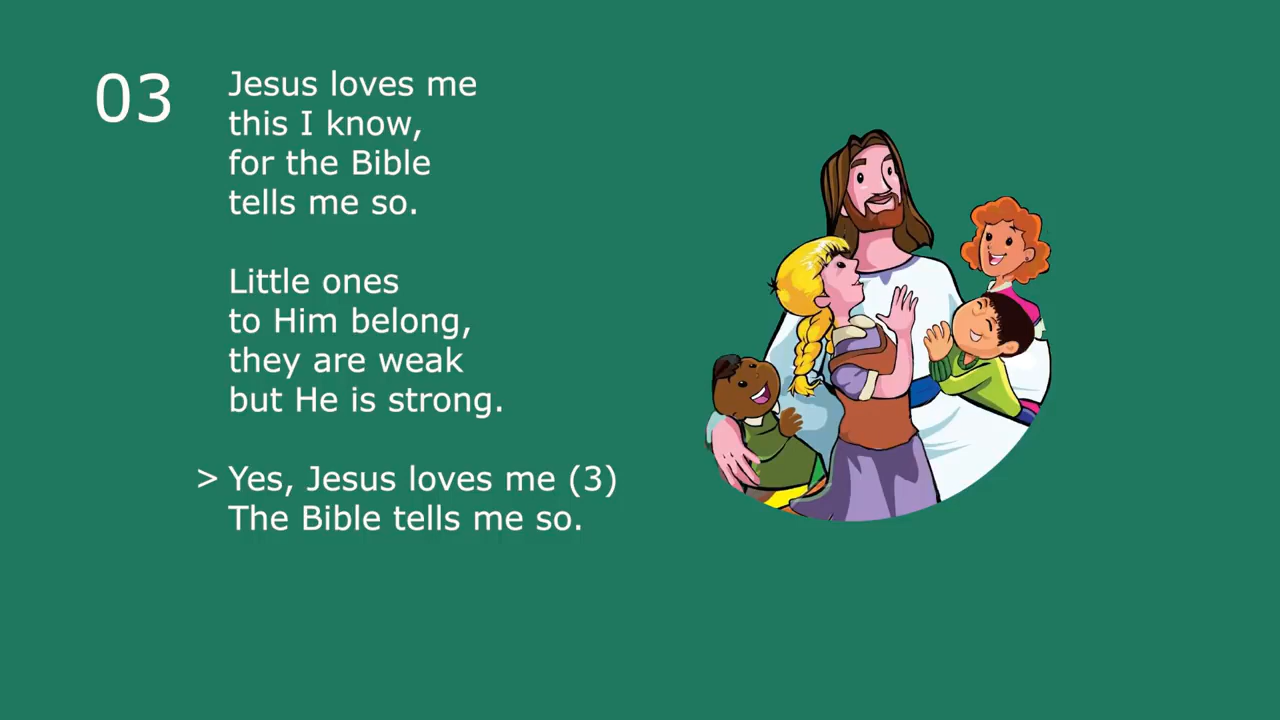 03
Jesus loves me
this I know,
for the Bible
tells me so.
Little ones
to Him belong,
they are weak
but He is strong.
> Yes, Jesus loves me (3)
The Bible tells me so.